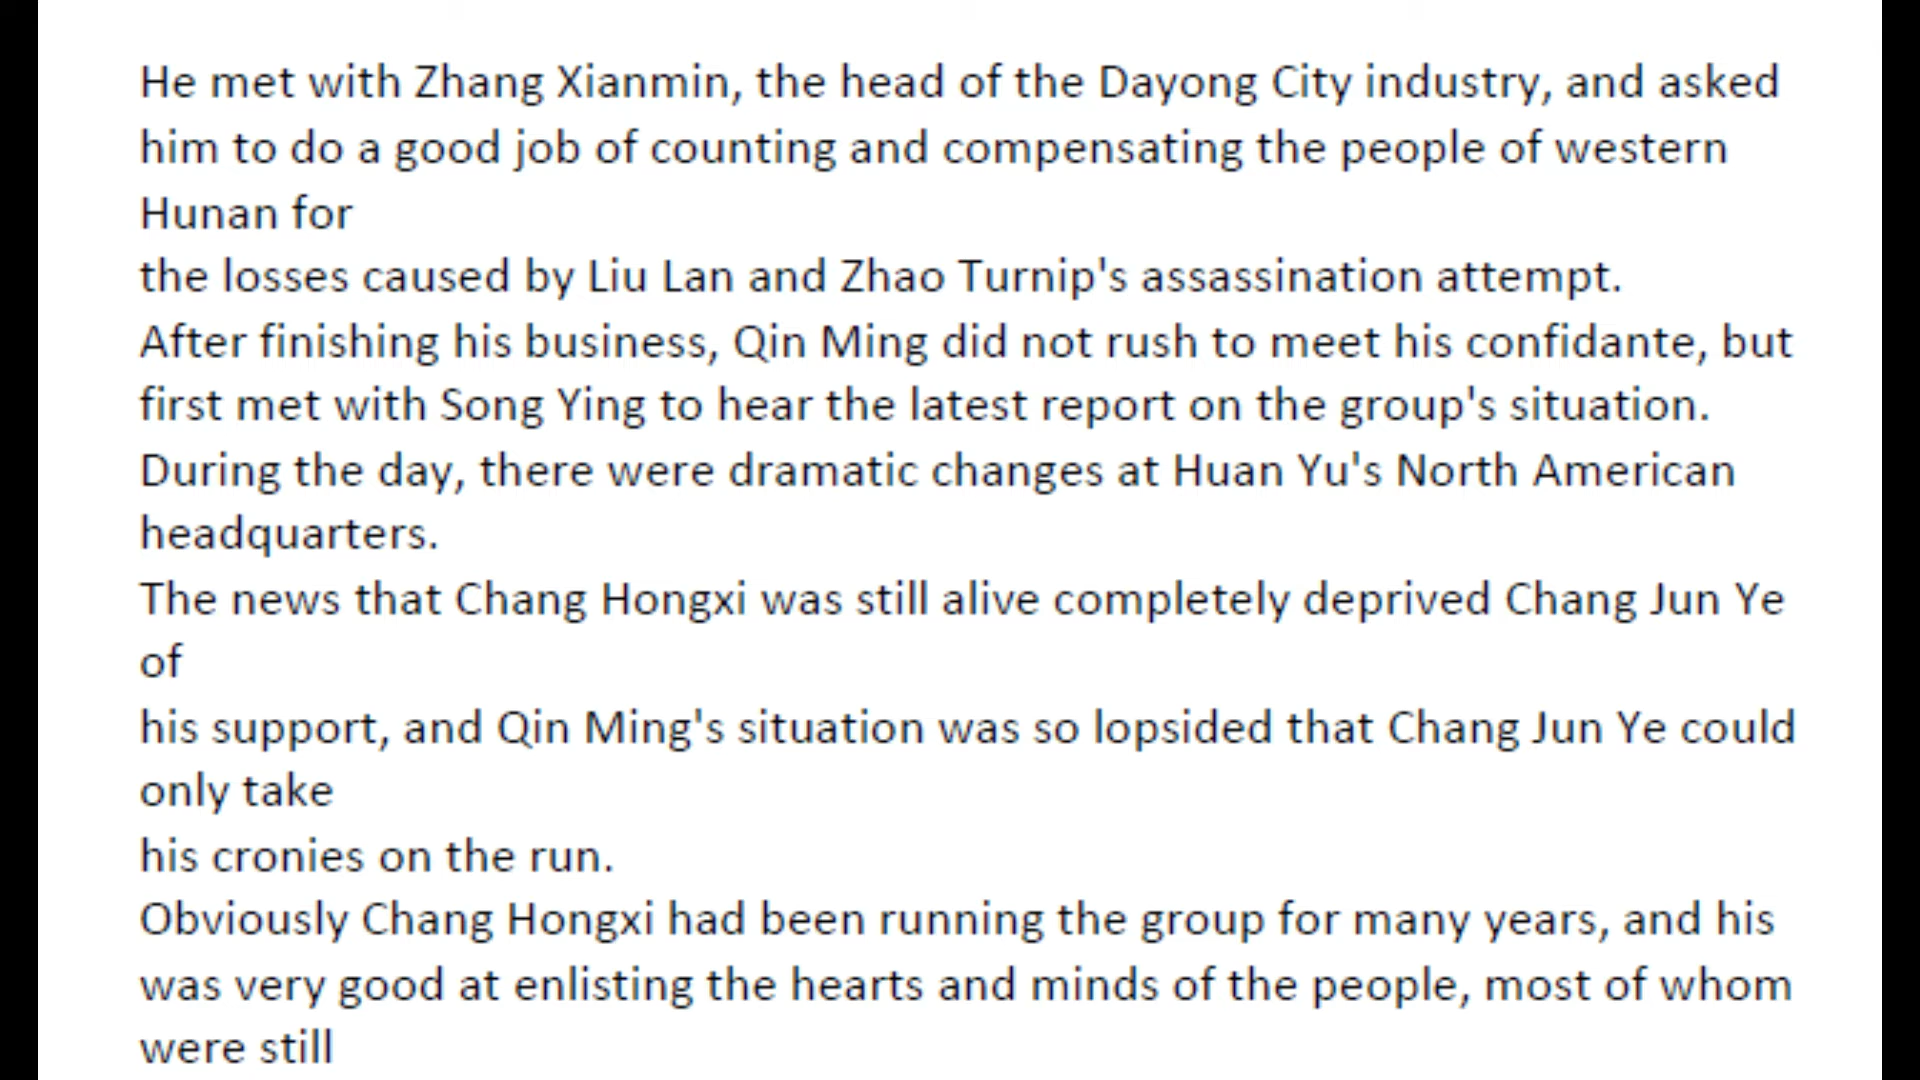 He met with Zhang Xianmin, the head of the Dayong City industry, and asked
him to do a good job of counting and compensating the people of western
Hunan for
the losses caused by Liu Lan and Zhao Turnip's assassination attempt.
After finishing his business, Qin Ming did not rush to meet his confidante, but
first met with Song Ying to hear the latest report on the group's situation.
During the day, there were dramatic changes at Huan Yu's North American
headquarters.
The news that Chang Hongxi was still alive completely deprived Chang Jun Ye
of
his support, and Qin Ming's situation was so lopsided that Chang Jun Ye could
only take
his cronies on the run.
Obviously Chang Hongxi had been running the group for many years, and his
was very good at enlisting the hearts and minds of the people, most of whom
were still